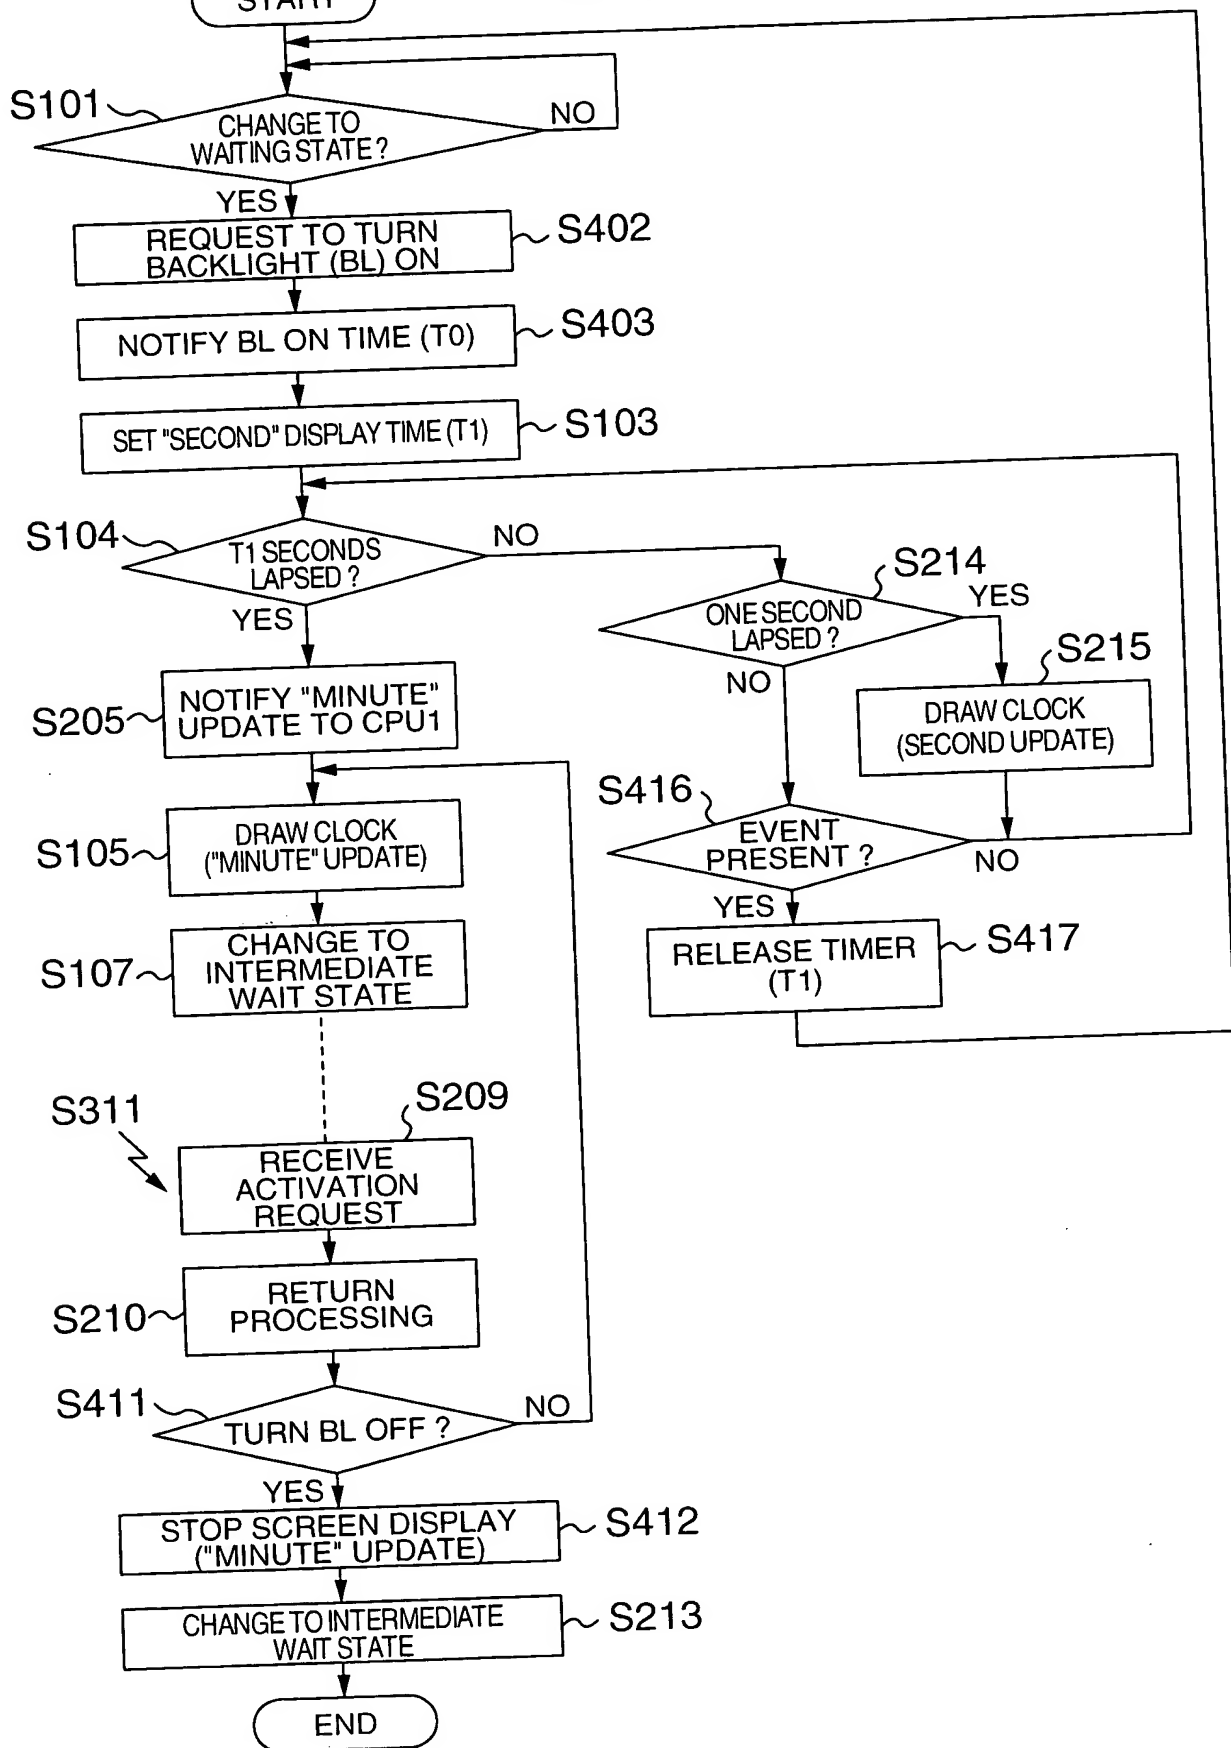 START
S101
CHANGE TO
WAITING STATE?
NO
YES
REQUEST TO TURN
BACKLIGHT (BL) ON
S402
NOTIFY BL ON TIME (T0)
S403
SET "SECOND" DISPLAY TIME (T1)
S103
S104
T1 SECONDS
LAPSED ?
NO
YES
S214
ONE SECOND
LAPSED ?
YES
NO
S215
DRAW CLOCK
(SECOND UPDATE)
S205
NOTIFY "MINUTE"
UPDATE TO CPU1
S416
EVENT
PRESENT ?
NO
YES
S105
DRAW CLOCK
("MINUTE" UPDATE)
S417
RELEASE TIMER
(T1)
S107
CHANGE TO
INTERMEDIATE
WAIT STATE
S311
S209
RECEIVE
ACTIVATION
REQUEST
S210
RETURN
PROCESSING
S411
TURN BL OFF ?
NO
YES
STOP SCREEN DISPLAY
("MINUTE" UPDATE)
S412
CHANGE TO INTERMEDIATE
WAIT STATE
S213
END